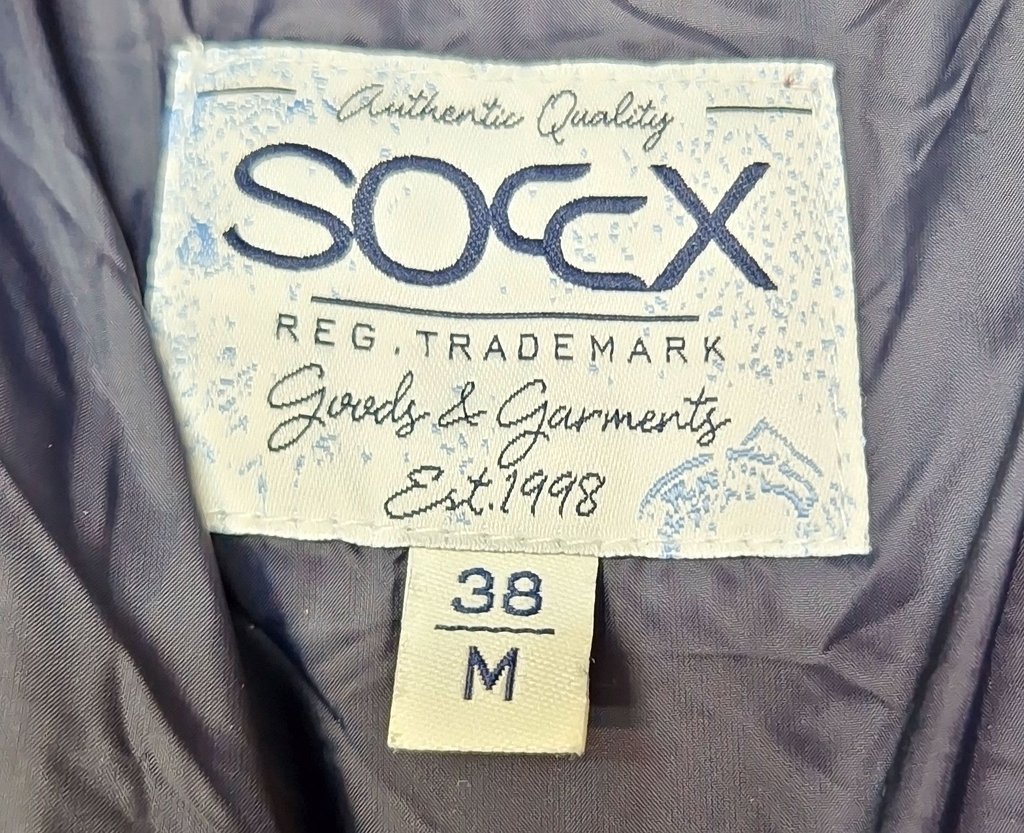 Authentic Quality
SOCCX
REG. TRADEMARK
Goods & Garments
Est.1998
38
M